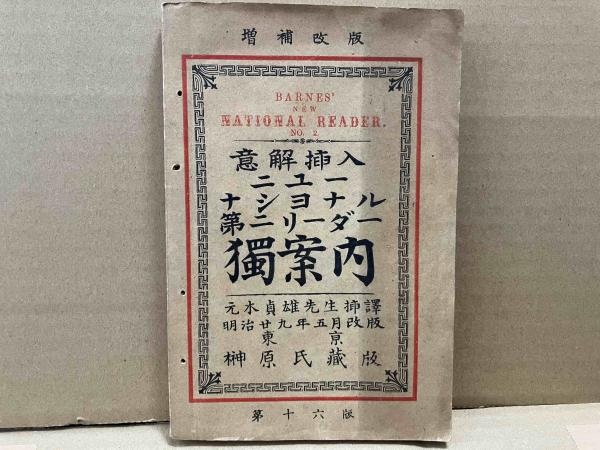 増補改版
BARNES'
NEW
NATIONAL READER.
NO. 2.
意解挿入
ニユー
ナシヨナル
第二リーダー
獨案内
元木貞雄先生挿譯
明治廿九年五月改版
東京
榊原氏藏版
第十六版